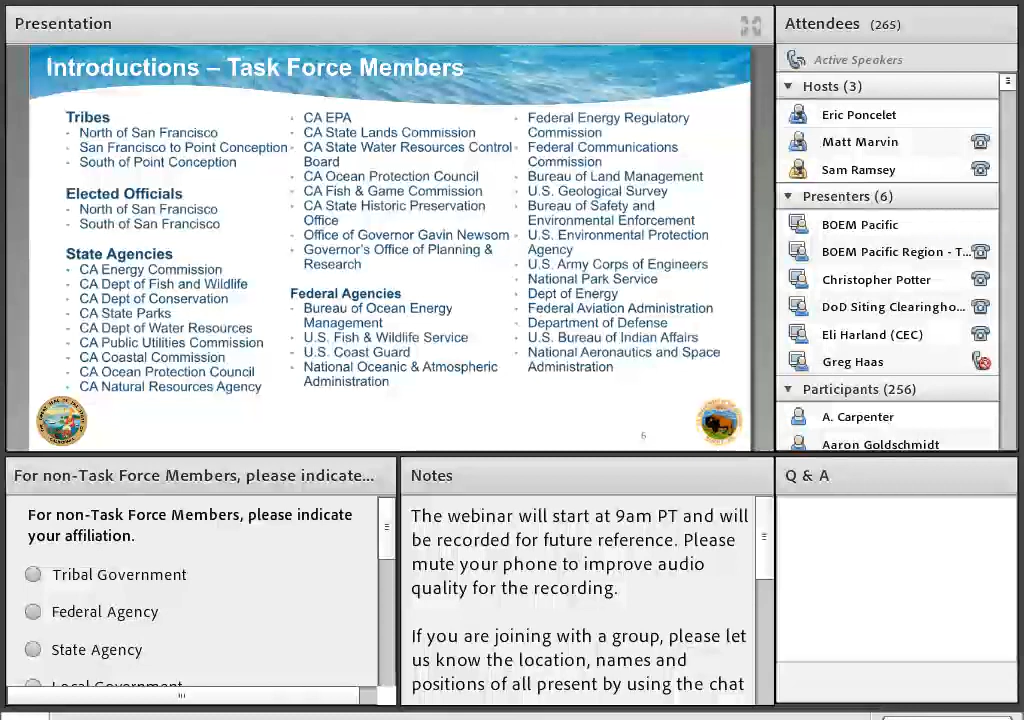 Presentation
Introductions – Task Force Members
Tribes
- North of San Francisco
- San Francisco to Point Conception
- South of Point Conception
Elected Officials
- North of San Francisco
- South of San Francisco
State Agencies
- CA Energy Commission
- CA Dept of Fish and Wildlife
- CA Dept of Conservation
- CA State Parks
- CA Dept of Water Resources
- CA Public Utilities Commission
- CA Coastal Commission
- CA Ocean Protection Council
- CA Natural Resources Agency
- CA EPA
- CA State Lands Commission
- CA State Water Resources Control
Board
- CA Ocean Protection Council
- CA Fish & Game Commission
- CA State Historic Preservation
Office
- Office of Governor Gavin Newsom
- Governor's Office of Planning &
Research
Federal Agencies
- Bureau of Ocean Energy
Management
- U.S. Fish & Wildlife Service
- U.S. Coast Guard
- National Oceanic & Atmospheric
Administration
- Federal Energy Regulatory
Commission
- Federal Communications
Commission
- Bureau of Land Management
- U.S. Geological Survey
- Bureau of Safety and
Environmental Enforcement
- U.S. Environmental Protection
Agency
- U.S. Army Corps of Engineers
- National Park Service
- Dept of Energy
- Federal Aviation Administration
- Department of Defense
- U.S. Bureau of Indian Affairs
- National Aeronautics and Space
Administration
6
Attendees (265)
Active Speakers
Hosts (3)
Eric Poncelet
Matt Marvin
Sam Ramsey
Presenters (6)
BOEM Pacific
BOEM Pacific Region - T...
Christopher Potter
DoD Siting Clearingho...
Eli Harland (CEC)
Greg Haas
Participants (256)
A. Carpenter
Aaron Goldschmidt
For non-Task Force Members, please indicate...
For non-Task Force Members, please indicate
your affiliation.
Tribal Government
Federal Agency
State Agency
Local Government
Notes
The webinar will start at 9am PT and will
be recorded for future reference. Please
mute your phone to improve audio
quality for the recording.
If you are joining with a group, please let
us know the location, names and
positions of all present by using the chat
Q & A